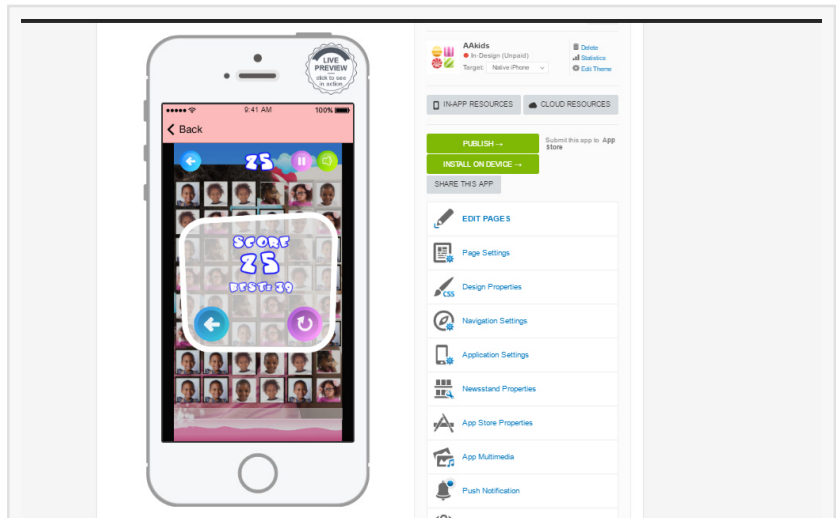 LIVE
PREVIEW
click to see
in action
9:41 AM
100%
Back
25
SCORE
25
BEST: 39
AAkids
In-Design (Unpaid)
Target: Native iPhone
Delete
Statistics
Edit Theme
IN-APP RESOURCES
CLOUD RESOURCES
PUBLISH →
Submit this app to App
Store
INSTALL ON DEVICE →
SHARE THIS APP
EDIT PAGES
Page Settings
CSS
Design Properties
Navigation Settings
Application Settings
Newsstand Properties
App Store Properties
App Multimedia
Push Notification